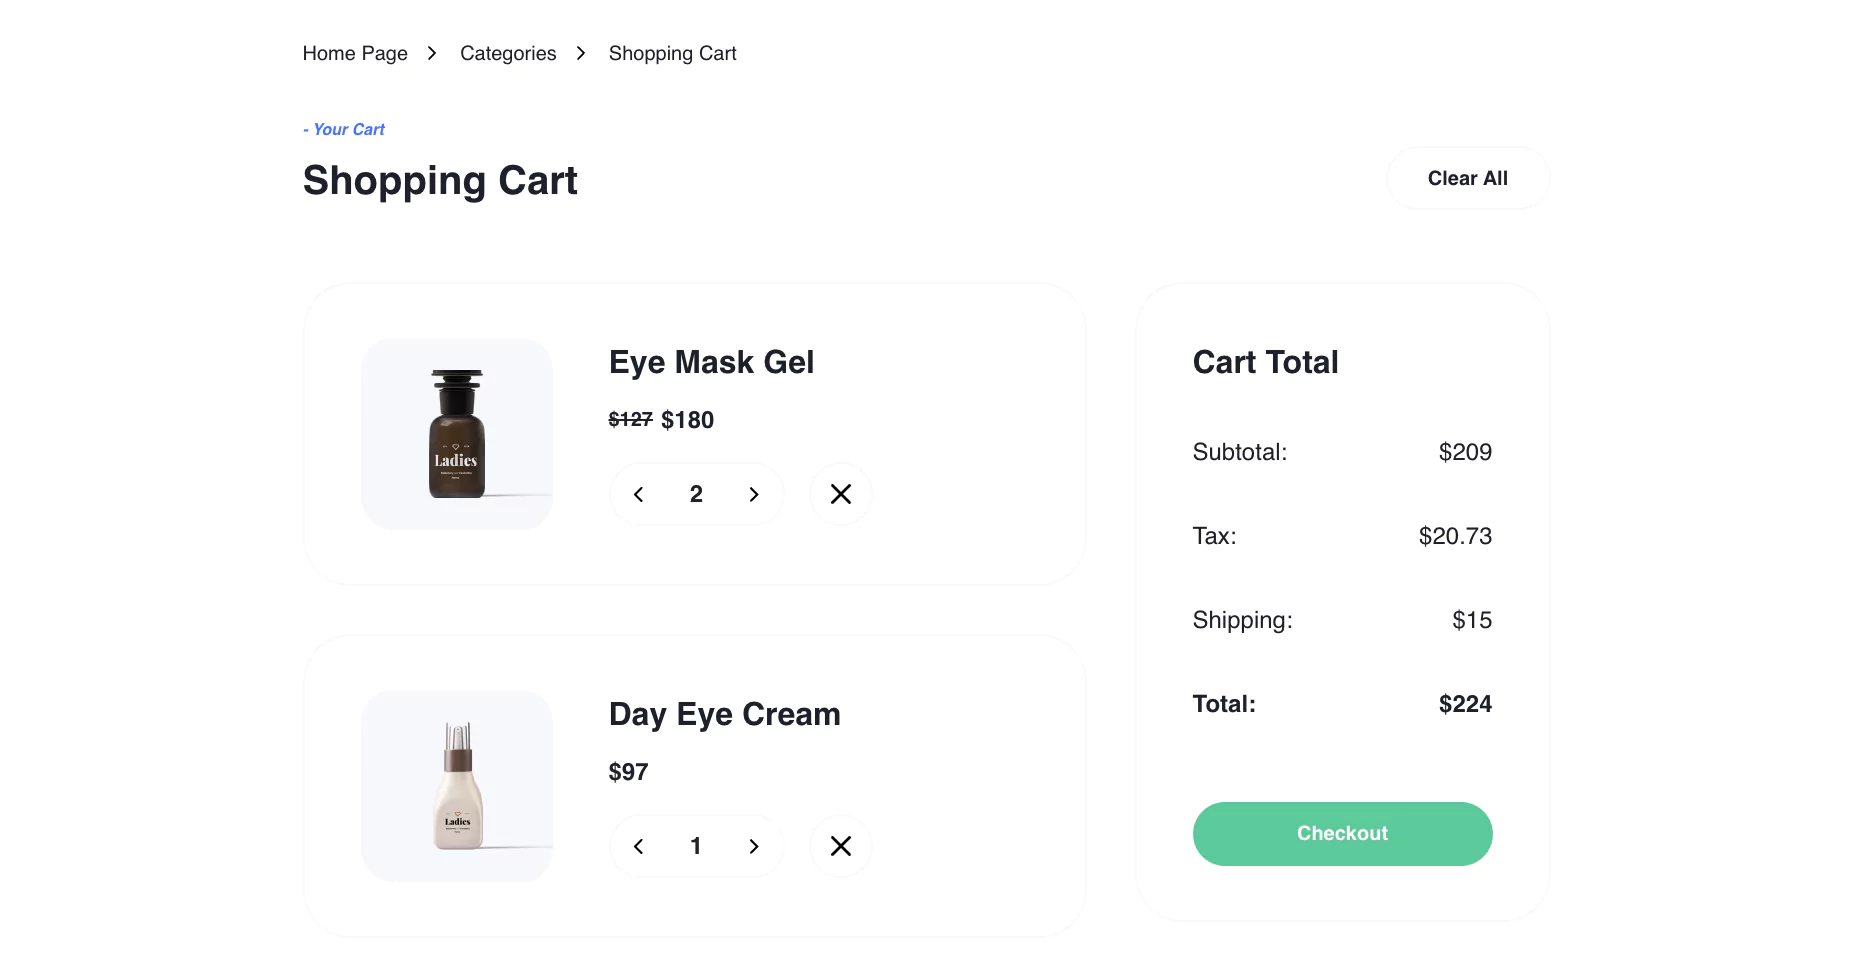 Home Page > Categories > Shopping Cart
- Your Cart
Shopping Cart
Clear All
Eye Mask Gel
$127 $180
2
Ladies
Day Eye Cream
$97
1
Ladies
Cart Total
Subtotal: $209
Tax: $20.73
Shipping: $15
Total: $224
Checkout